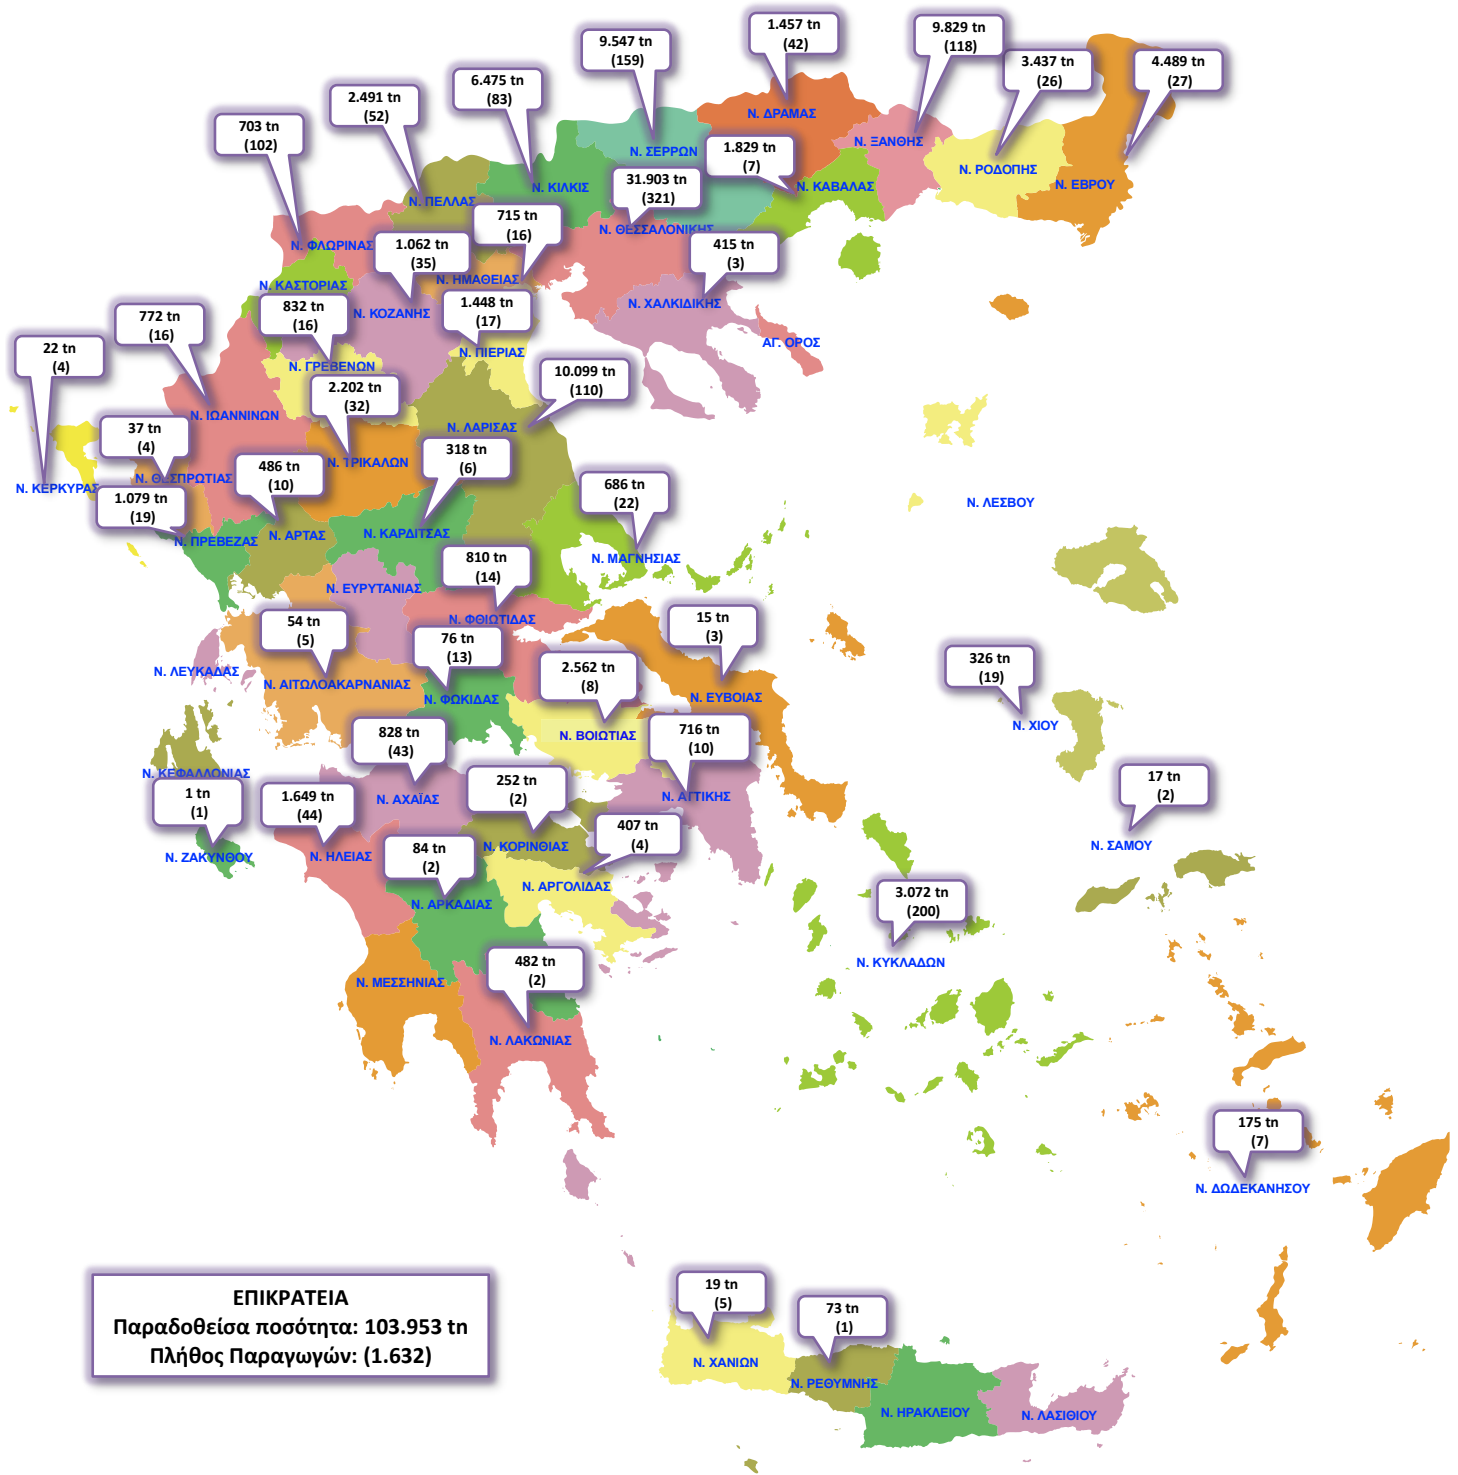 1.457 tn
(42)
9.829 tn
(118)
9.547 tn
(159)
3.437 tn
(26)
4.489 tn
(27)
6.475 tn
(83)
2.491 tn
(52)
703 tn
(102)
Ν. ΔΡΑΜΑΣ
Ν. ΞΑΝΘΗΣ
Ν. ΣΕΡΡΩΝ
1.829 tn
(7)
Ν. ΡΟΔΟΠΗΣ
Ν. ΕΒΡΟΥ
Ν. ΚΙΛΚΙΣ
31.903 tn
(321)
Ν. ΚΑΒΑΛΑΣ
Ν. ΠΕΛΛΑΣ
715 tn
(16)
Ν. ΘΕΣΣΑΛΟΝΙΚΗΣ
Ν. ΦΛΩΡΙΝΑΣ
1.062 tn
(35)
415 tn
(3)
Ν. ΗΜΑΘΕΙΑΣ
Ν. ΚΑΣΤΟΡΙΑΣ
832 tn
(16)
Ν. ΚΟΖΑΝΗΣ
1.448 tn
(17)
Ν. ΧΑΛΚΙΔΙΚΗΣ
ΑΓ. ΟΡΟΣ
772 tn
(16)
22 tn
(4)
Ν. ΠΙΕΡΙΑΣ
Ν. ΓΡΕΒΕΝΩΝ
10.099 tn
(110)
2.202 tn
(32)
Ν. ΙΩΑΝΝΙΝΩΝ
Ν. ΛΑΡΙΣΑΣ
37 tn
(4)
318 tn
(6)
486 tn
(10)
Ν. ΤΡΙΚΑΛΩΝ
Ν. ΘΕΣΠΡΩΤΙΑΣ
Ν. ΚΕΡΚΥΡΑΣ
1.079 tn
(19)
686 tn
(22)
Ν. ΛΕΣΒΟΥ
Ν. ΠΡΕΒΕΖΑΣ
Ν. ΑΡΤΑΣ
Ν. ΚΑΡΔΙΤΣΑΣ
Ν. ΜΑΓΝΗΣΙΑΣ
810 tn
(14)
Ν. ΕΥΡΥΤΑΝΙΑΣ
Ν. ΦΘΙΩΤΙΔΑΣ
54 tn
(5)
76 tn
(13)
15 tn
(3)
326 tn
(19)
Ν. ΛΕΥΚΑΔΑΣ
2.562 tn
(8)
Ν. ΑΙΤΩΛΟΑΚΑΡΝΑΝΙΑΣ
Ν. ΦΩΚΙΔΑΣ
Ν. ΕΥΒΟΙΑΣ
Ν. ΧΙΟΥ
828 tn
(43)
Ν. ΒΟΙΩΤΙΑΣ
716 tn
(10)
Ν. ΚΕΦΑΛΛΟΝΙΑΣ
1 tn
(1)
1.649 tn
(44)
Ν. ΑΧΑΪΑΣ
252 tn
(2)
Ν. ΑΤΤΙΚΗΣ
17 tn
(2)
407 tn
(4)
Ν. ΖΑΚΥΝΘΟΥ
Ν. ΗΛΕΙΑΣ
84 tn
(2)
Ν. ΚΟΡΙΝΘΙΑΣ
Ν. ΣΑΜΟΥ
Ν. ΑΡΓΟΛΙΔΑΣ
Ν. ΑΡΚΑΔΙΑΣ
3.072 tn
(200)
Ν. ΚΥΚΛΑΔΩΝ
482 tn
(2)
Ν. ΜΕΣΣΗΝΙΑΣ
Ν. ΛΑΚΩΝΙΑΣ
175 tn
(7)
Ν. ΔΩΔΕΚΑΝΗΣΟΥ
ΕΠΙΚΡΑΤΕΙΑ
Παραδοθείσα ποσότητα: 103.953 tn
Πλήθος Παραγωγών: (1.632)
19 tn
(5)
73 tn
(1)
Ν. ΧΑΝΙΩΝ
Ν. ΡΕΘΥΜΝΗΣ
Ν. ΗΡΑΚΛΕΙΟΥ
Ν. ΛΑΣΙΘΙΟΥ